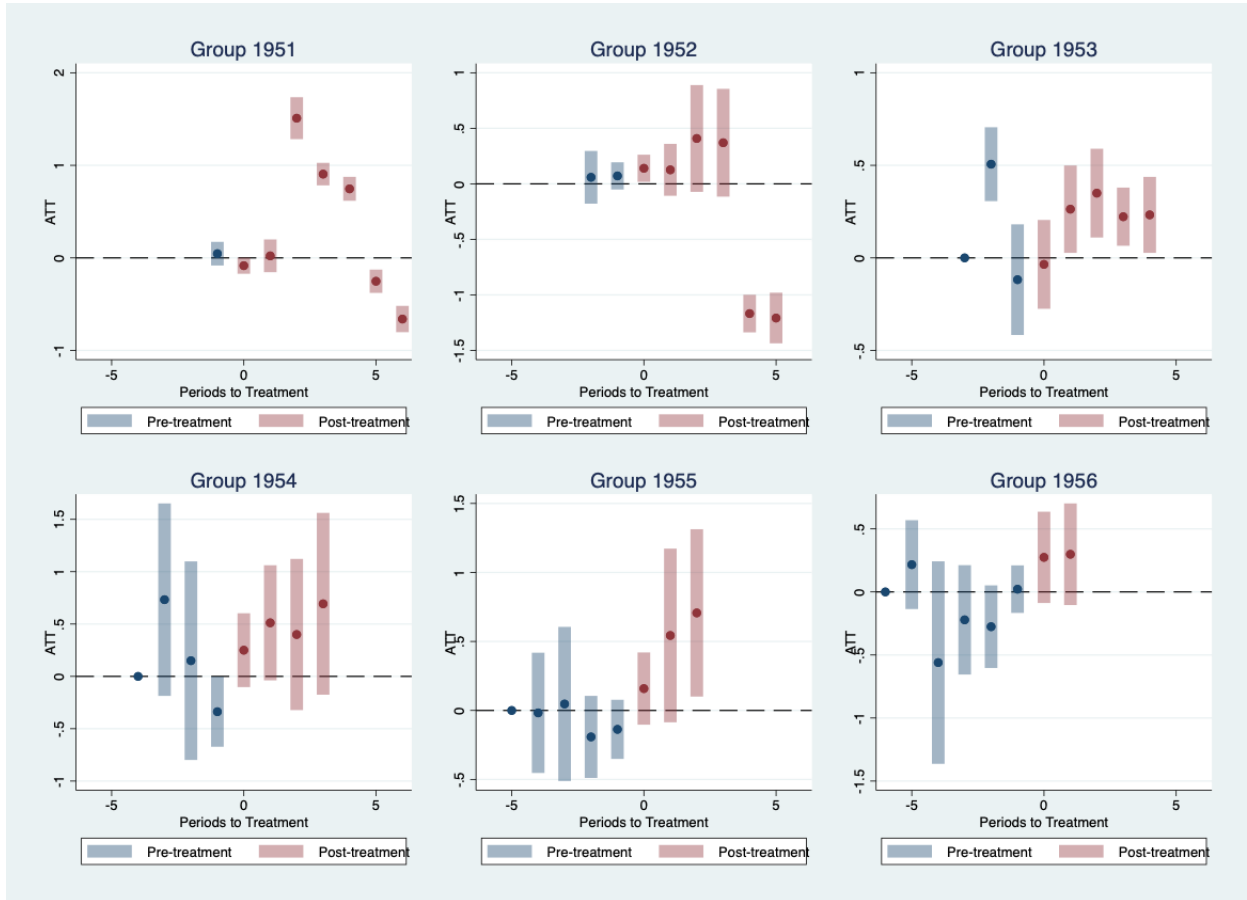 Group 1951
2
1
0
-1
ATT
-5 0 5
Periods to Treatment
Pre-treatment Post-treatment
Group 1952
1
.5
0
-.5
-1
-1.5
ATT
-5 0 5
Periods to Treatment
Pre-treatment Post-treatment
Group 1953
1
.5
0
-.5
ATT
-5 0 5
Periods to Treatment
Pre-treatment Post-treatment
Group 1954
1.5
1
.5
0
-.5
-1
ATT
-5 0 5
Periods to Treatment
Pre-treatment Post-treatment
Group 1955
1.5
1
.5
0
-.5
ATT
-5 0 5
Periods to Treatment
Pre-treatment Post-treatment
Group 1956
.5
0
-.5
-1
-1.5
ATT
-5 0 5
Periods to Treatment
Pre-treatment Post-treatment